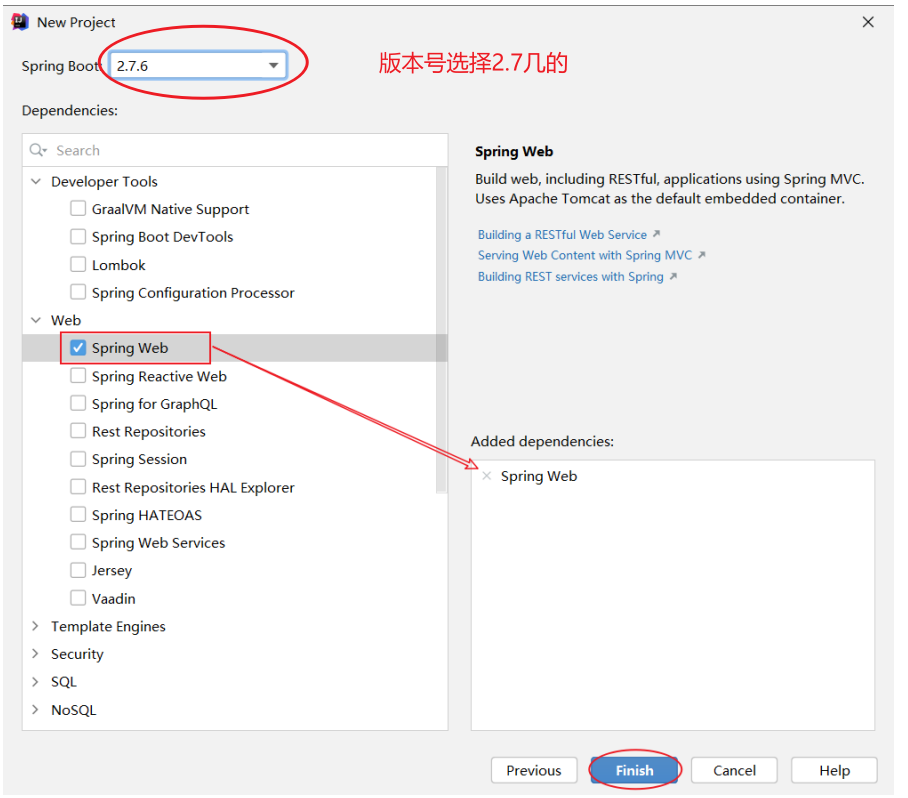 New Project
Spring Boot: 2.7.6
版本号选择2.7几的
Dependencies:
Search
Developer Tools
GraalVM Native Support
Spring Boot DevTools
Lombok
Spring Configuration Processor
Web
Spring Web
Spring Reactive Web
Spring for GraphQL
Rest Repositories
Spring Session
Rest Repositories HAL Explorer
Spring HATEOAS
Spring Web Services
Jersey
Vaadin
Template Engines
Security
SQL
NoSQL
Spring Web
Build web, including RESTful, applications using Spring MVC.
Uses Apache Tomcat as the default embedded container.
Building a RESTful Web Service
Serving Web Content with Spring MVC
Building REST services with Spring
Added dependencies:
Spring Web
Previous
Finish
Cancel
Help